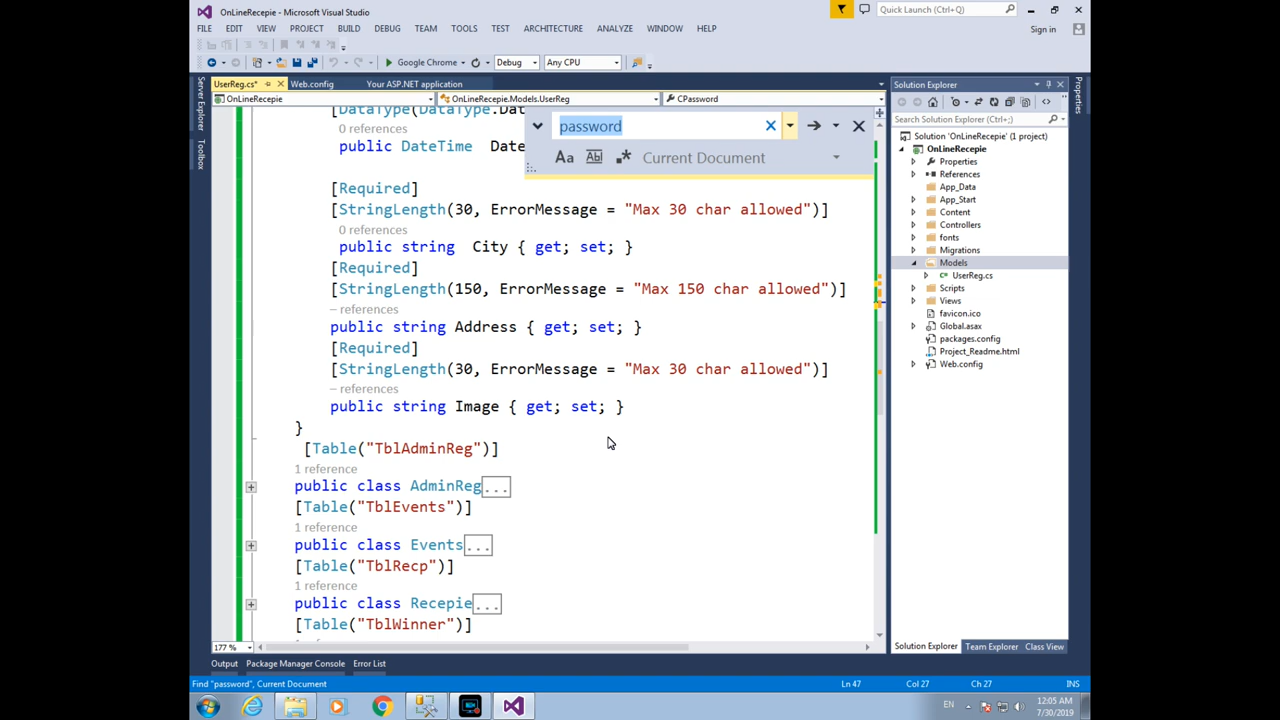 OnLineRecepie - Microsoft Visual Studio
Quick Launch (Ctrl+Q)
FILE EDIT VIEW PROJECT BUILD DEBUG TEAM TOOLS TEST ARCHITECTURE ANALYZE WINDOW HELP
Sign in
Google Chrome Debug Any CPU
UserReg.cs* Web.config Your ASP.NET application
OnLineRecepie OnLineRecepie.Models.UserReg CPassword
Server Explorer
Toolbox
[DataType(DataType.Dat
0 references
public DateTime Date
password
Aa Abl Current Document
[Required]
[StringLength(30, ErrorMessage = "Max 30 char allowed")]
0 references
public string City { get; set; }
[Required]
[StringLength(150, ErrorMessage = "Max 150 char allowed")]
– references
public string Address { get; set; }
[Required]
[StringLength(30, ErrorMessage = "Max 30 char allowed")]
– references
public string Image { get; set; }
}
[Table("TblAdminReg")]
1 reference
public class AdminReg...
[Table("TblEvents")]
1 reference
public class Events...
[Table("TblRecp")]
1 reference
public class Recepie...
[Table("TblWinner")]
177 %
Solution Explorer
Search Solution Explorer (Ctrl+;)
Solution 'OnLineRecepie' (1 project)
OnLineRecepie
Properties
References
App_Data
App_Start
Content
Controllers
fonts
Migrations
Models
UserReg.cs
Scripts
Views
favicon.ico
Global.asax
packages.config
Project_Readme.html
Web.config
Solution Explorer Team Explorer Class View
Properties
Output Package Manager Console Error List
Find "password", Current Document Ln 47 Col 27 Ch 27 INS
EN
12:05 AM
7/30/2019